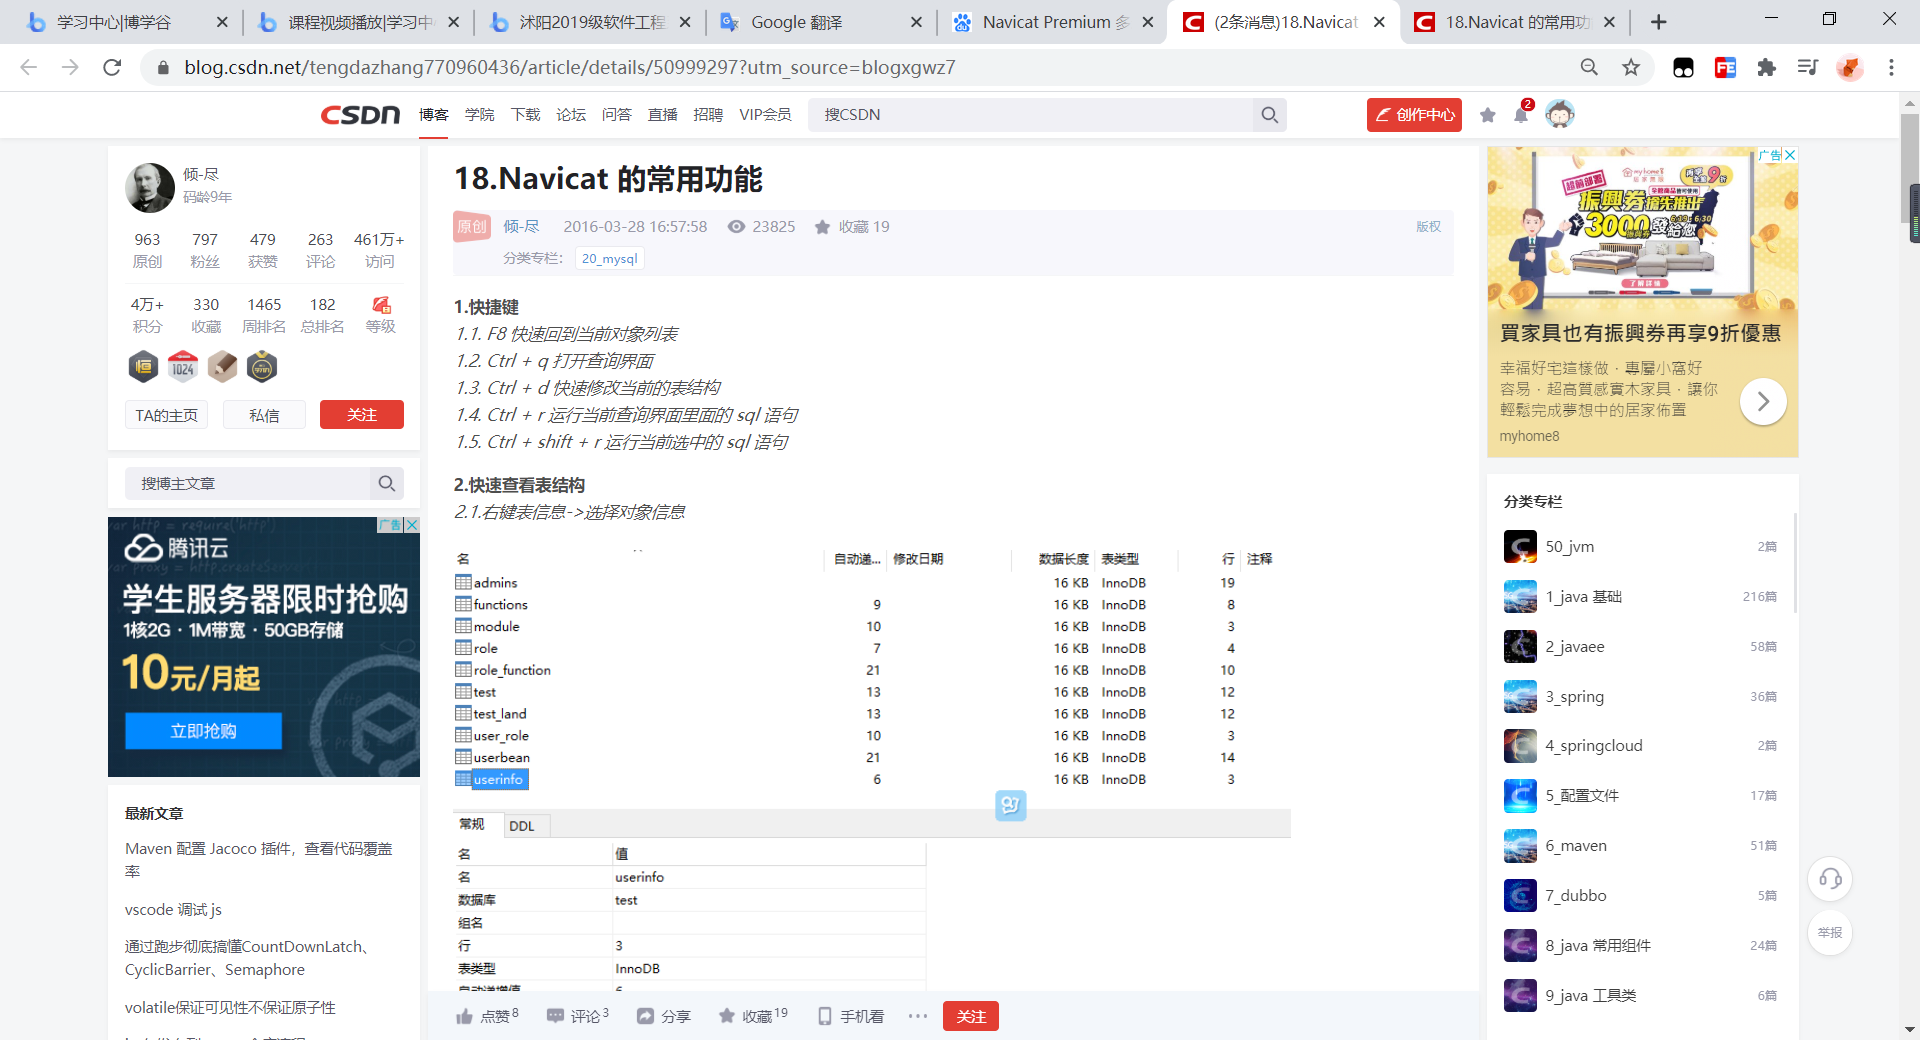 学习中心|博学谷
课程视频播放|学习中
沭阳2019级软件工程
Google 翻译
Navicat Premium 多
(2条消息)18.Navicat
18.Navicat 的常用功
blog.csdn.net/tengdazhang770960436/article/details/50999297?utm_source=blogxgwz7
CSDN
博客
学院
下载
论坛
问答
直播
招聘
VIP会员
搜CSDN
创作中心
2
倾-尽
码龄9年
963 797 479 263 461万+
原创 粉丝 获赞 评论 访问
4万+ 330 1465 182
积分 收藏 周排名 总排名 等级
1024
TA的主页
私信
关注
搜博主文章
广告
腾讯云
学生服务器限时抢购
1核2G · 1M带宽 · 50GB存储
10元/月起
立即抢购
最新文章
Maven 配置 Jacoco 插件，查看代码覆盖
率
vscode 调试 js
通过跑步彻底搞懂CountDownLatch、
CyclicBarrier、Semaphore
volatile保证可见性不保证原子性
18.Navicat 的常用功能
原创 倾-尽 2016-03-28 16:57:58 23825 收藏 19
版权
分类专栏： 20_mysql
1.快捷键
1.1. F8 快速回到当前对象列表
1.2. Ctrl + q 打开查询界面
1.3. Ctrl + d 快速修改当前的表结构
1.4. Ctrl + r 运行当前查询界面里面的 sql 语句
1.5. Ctrl + shift + r 运行当前选中的 sql 语句
2.快速查看表结构
2.1.右键表信息->选择对象信息
名 自动递... 修改日期 数据长度 表类型 行 注释
admins 16 KB InnoDB 19
functions 9 16 KB InnoDB 8
module 10 16 KB InnoDB 3
role 7 16 KB InnoDB 4
role_function 21 16 KB InnoDB 10
test 13 16 KB InnoDB 12
test_land 13 16 KB InnoDB 12
user_role 10 16 KB InnoDB 3
userbean 21 16 KB InnoDB 14
userinfo 6 16 KB InnoDB 3
常规 DDL
名 值
名 userinfo
数据库 test
组名
行 3
表类型 InnoDB
自动递增值 6
点赞 8
评论 3
分享
收藏 19
手机看
关注
广告
超前部署
my home8
振興券搶先推出
3000發給您
了解詳情
買家具也有振興券再享9折優惠
幸福好宅這樣做．專屬小窩好
容易．超高質感實木家具．讓你
輕鬆完成夢想中的居家佈置
myhome8
分类专栏
50_jvm 2篇
1_java 基础 216篇
2_javaee 58篇
3_spring 36篇
4_springcloud 2篇
5_配置文件 17篇
6_maven 51篇
7_dubbo 5篇
8_java 常用组件 24篇
9_java 工具类 6篇
举报